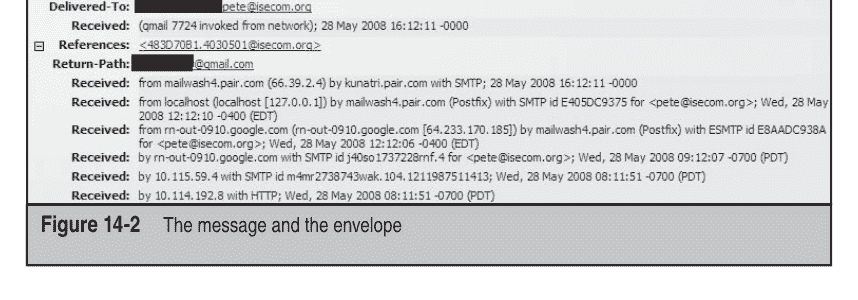 Delivered-To: pete@isecom.org
Received: (qmail 7724 invoked from network); 28 May 2008 16:12:11 -0000
References: <483D70B1.4030501@isecom.org>
Return-Path: @gmail.com
Received: from mailwash4.pair.com (66.39.2.4) by kunatri.pair.com with SMTP; 28 May 2008 16:12:11 -0000
Received: from localhost (localhost [127.0.0.1]) by mailwash4.pair.com (Postfix) with SMTP id E405DC9375 for <pete@isecom.org>; Wed, 28 May
2008 12:12:10 -0400 (EDT)
Received: from rn-out-0910.google.com (rn-out-0910.google.com [64.233.170.185]) by mailwash4.pair.com (Postfix) with ESMTP id E8AADC938A
for <pete@isecom.org>; Wed, 28 May 2008 12:12:06 -0400 (EDT)
Received: by rn-out-0910.google.com with SMTP id j40so1737228rnf.4 for <pete@isecom.org>; Wed, 28 May 2008 09:12:07 -0700 (PDT)
Received: by 10.115.59.4 with SMTP id m4mr2738743wak.104.1211987511413; Wed, 28 May 2008 08:11:51 -0700 (PDT)
Received: by 10.114.192.8 with HTTP; Wed, 28 May 2008 08:11:51 -0700 (PDT)
Figure 14-2 The message and the envelope